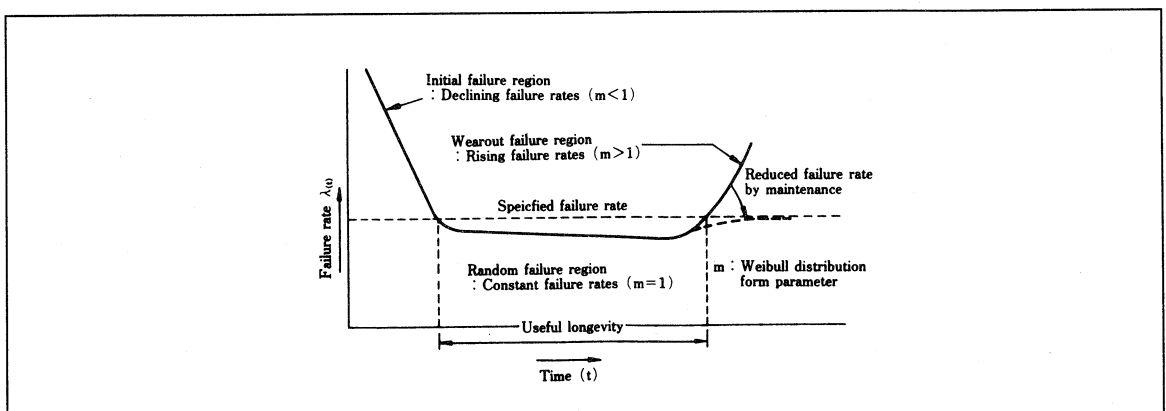 Initial failure region
: Declining failure rates (m<1)
Wearout failure region
: Rising failure rates (m>1)
Reduced failure rate
by maintenance
Speicfied failure rate
Failure rate λ(t)
Random failure region
: Constant failure rates (m=1)
m : Weibull distribution
form parameter
Useful longevity
Time (t)